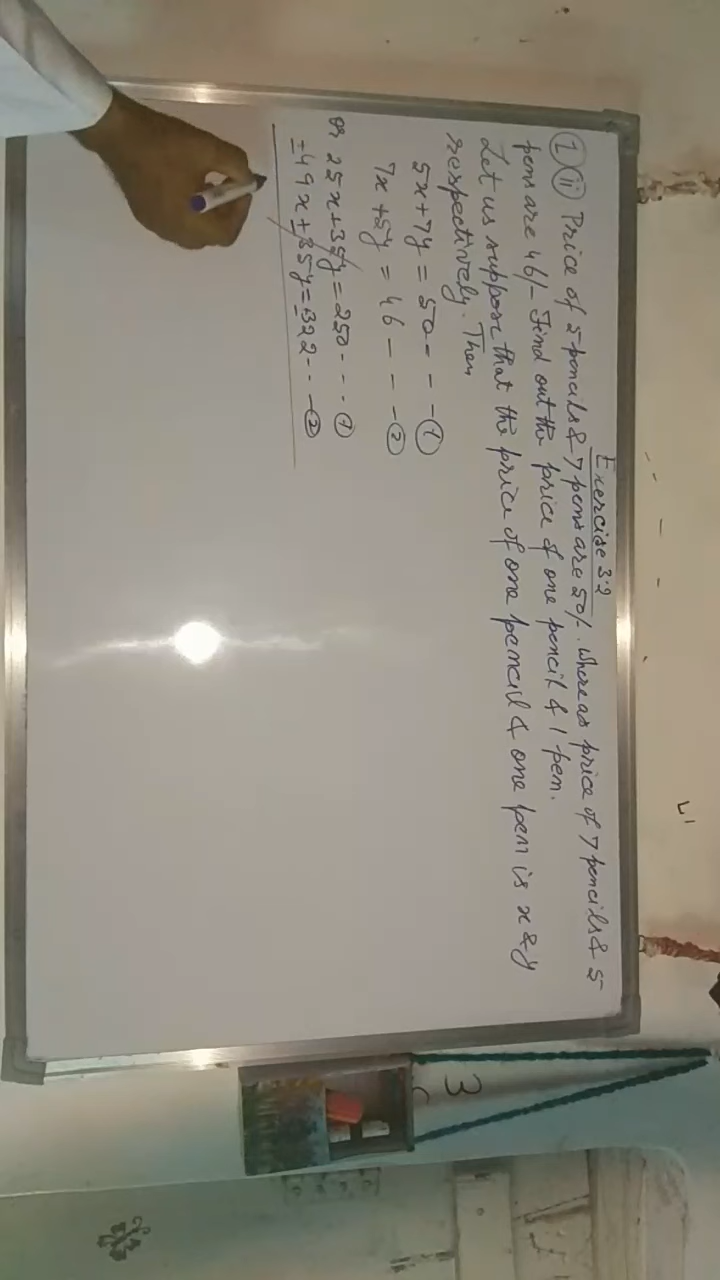 Exercise 3.2
1 (ii) Price of 5 pencils & 7 pens are 50/-. Whereas price of 7 pencils & 5
pens are 46/- Find out the price of one pencil & 1 pen.
Let us suppose that the price of one pencil & one pen is x & y
respectively. Then
5x+7y = 50 - - - 1
7x+5y = 46 - - - 2
or 25x+35y=250 - - - 1
-49x+35y=322 - - - 2
3